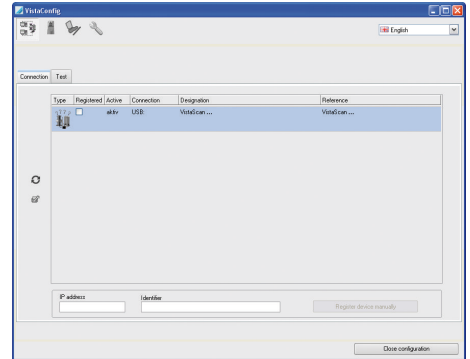 VistaConfig
English
Connection Test
Type Registered Active Connection Designation Reference
aktiv USB VistaScan ... VistaScan ...
IP address Identifier
Register device manually
Close configuration